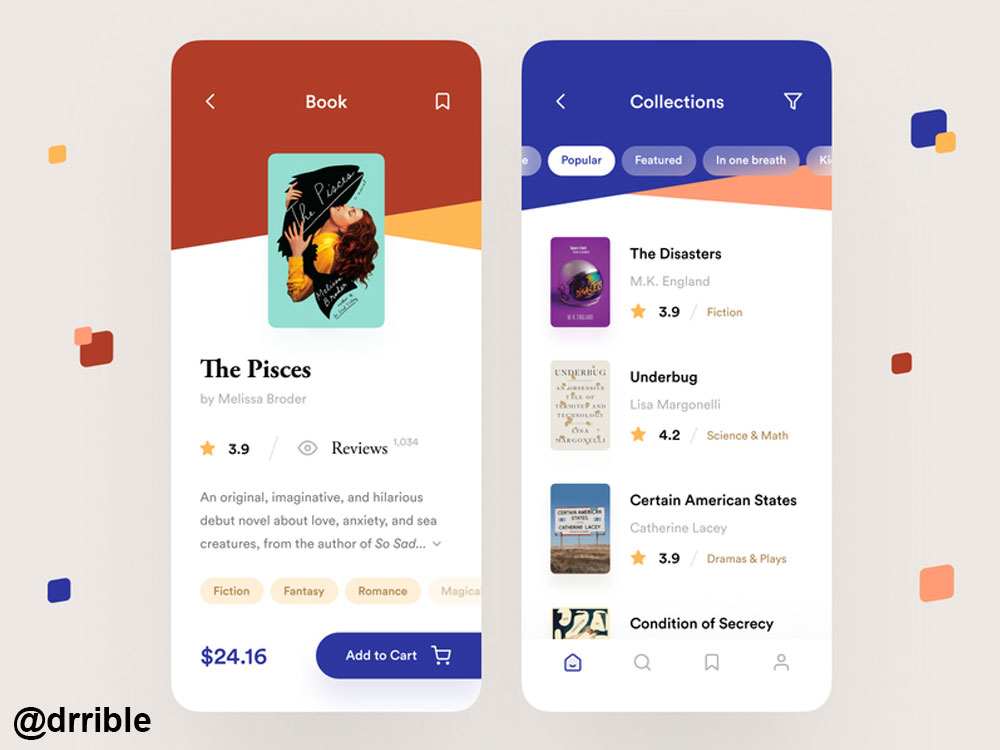 Book
The Pisces
a novel
Melissa
Broder
The Pisces
by Melissa Broder
3.9
Reviews 1,034
An original, imaginative, and hilarious
debut novel about love, anxiety, and sea
creatures, from the author of So Sad...
Fiction
Fantasy
Romance
Magica
$24.16
Add to Cart
Collections
e
Popular
Featured
In one breath
Ki
M. K. ENGLAND
The Disasters
M.K. England
3.9
Fiction
UNDERBUG
AN OBSESSIVE
TALE OF
TERMITES AND
TECHNOLOGY
LISA
MARGONELLI
Underbug
Lisa Margonelli
4.2
Science & Math
CERTAIN AMERICAN
STATES
CATHERINE LACEY
Certain American States
Catherine Lacey
3.9
Dramas & Plays
Condition of Secrecy
@drrible